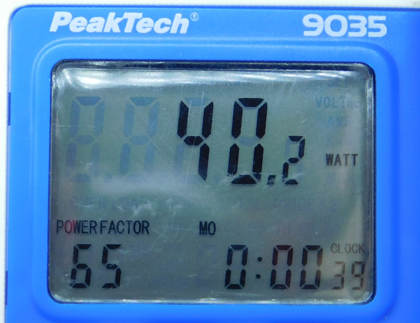 PeakTech® 9035
40.2 WATT
POWER FACTOR MO
CLOCK
65 0:00 39